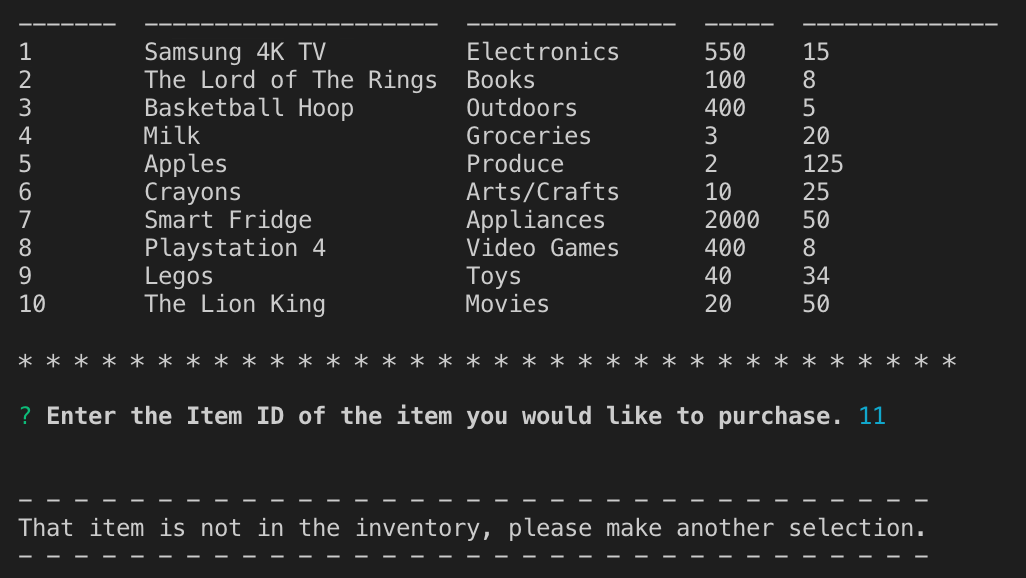 -------  ---------------------  ---------------  -----  --------------
1        Samsung 4K TV          Electronics      550    15
2        The Lord of The Rings  Books            100    8
3        Basketball Hoop        Outdoors         400    5
4        Milk                   Groceries        3      20
5        Apples                 Produce          2      125
6        Crayons                Arts/Crafts      10     25
7        Smart Fridge           Appliances       2000   50
8        Playstation 4          Video Games      400    8
9        Legos                  Toys             40     34
10       The Lion King          Movies           20     50
* * * * * * * * * * * * * * * * * * * * * * * * * * * * * * * * * *
? Enter the Item ID of the item you would like to purchase. 11
- - - - - - - - - - - - - - - - - - - - - - - - - - - - - - - - -
That item is not in the inventory, please make another selection.
- - - - - - - - - - - - - - - - - - - - - - - - - - - - - - - - -